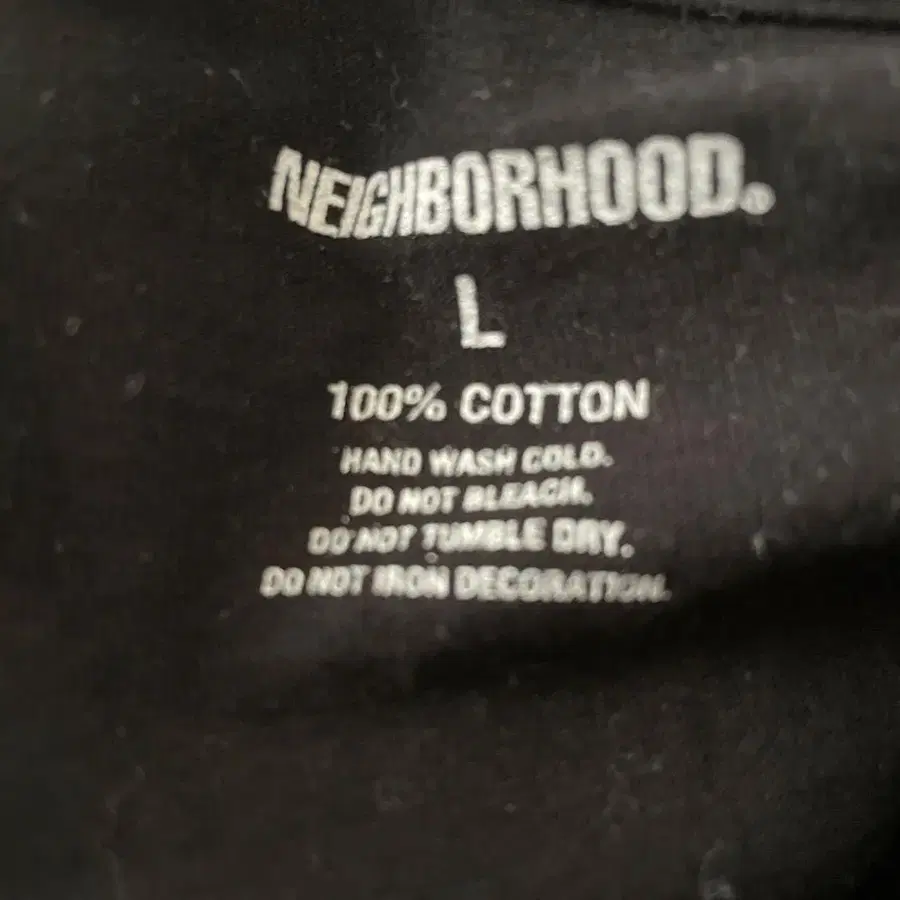 NEIGHBORHOOD®
L
100% COTTON
HAND WASH COLD.
DO NOT BLEACH.
DO NOT TUMBLE DRY.
DO NOT IRON DECORATION.